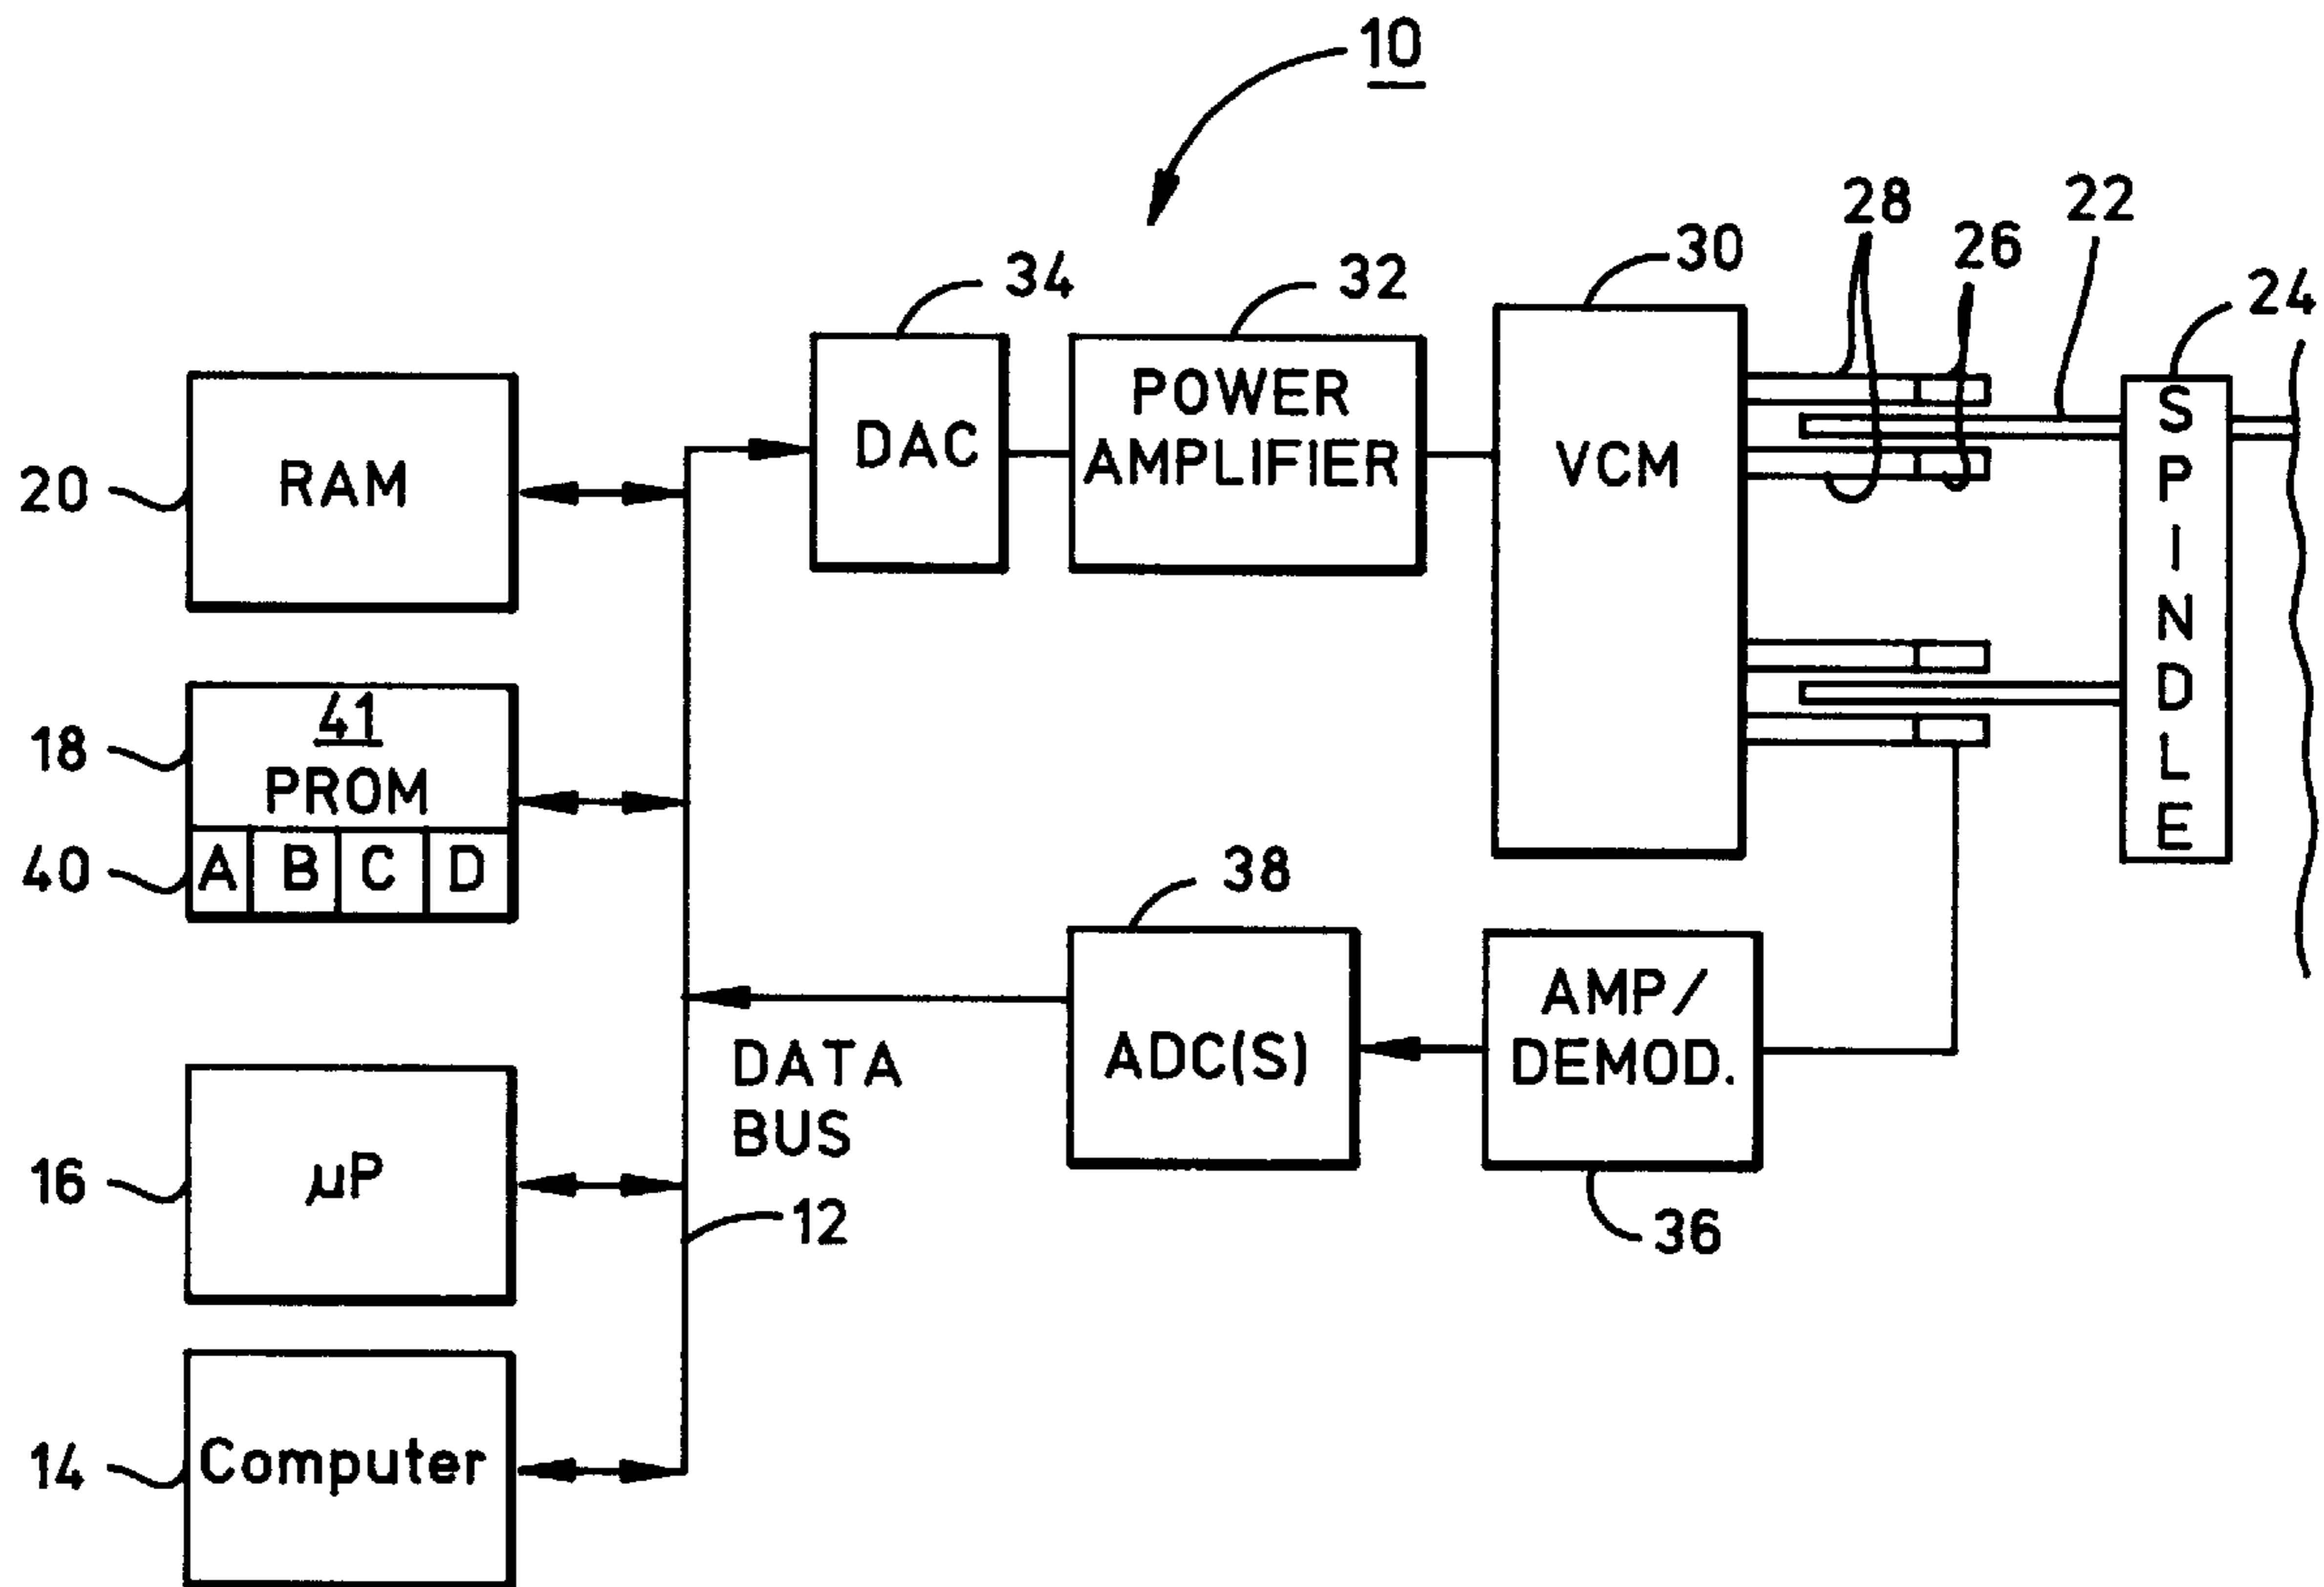 10
28
22
26
34
32
30
24
RAM
20
DAC
POWER
AMPLIFIER
VCM
SPINDLE
41
PROM
18
A B C D
40
38
ADC(S)
AMP/
DEMOD.
36
DATA
BUS
12
µP
16
Computer
14